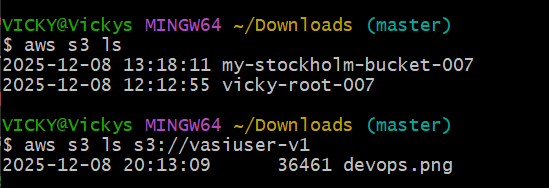 VICKY@Vickys MINGW64 ~/Downloads (master)
$ aws s3 ls
2025-12-08 13:18:11 my-stockholm-bucket-007
2025-12-08 12:12:55 vicky-root-007
VICKY@Vickys MINGW64 ~/Downloads (master)
$ aws s3 ls s3://vasiuser-v1
2025-12-08 20:13:09      36461 devops.png